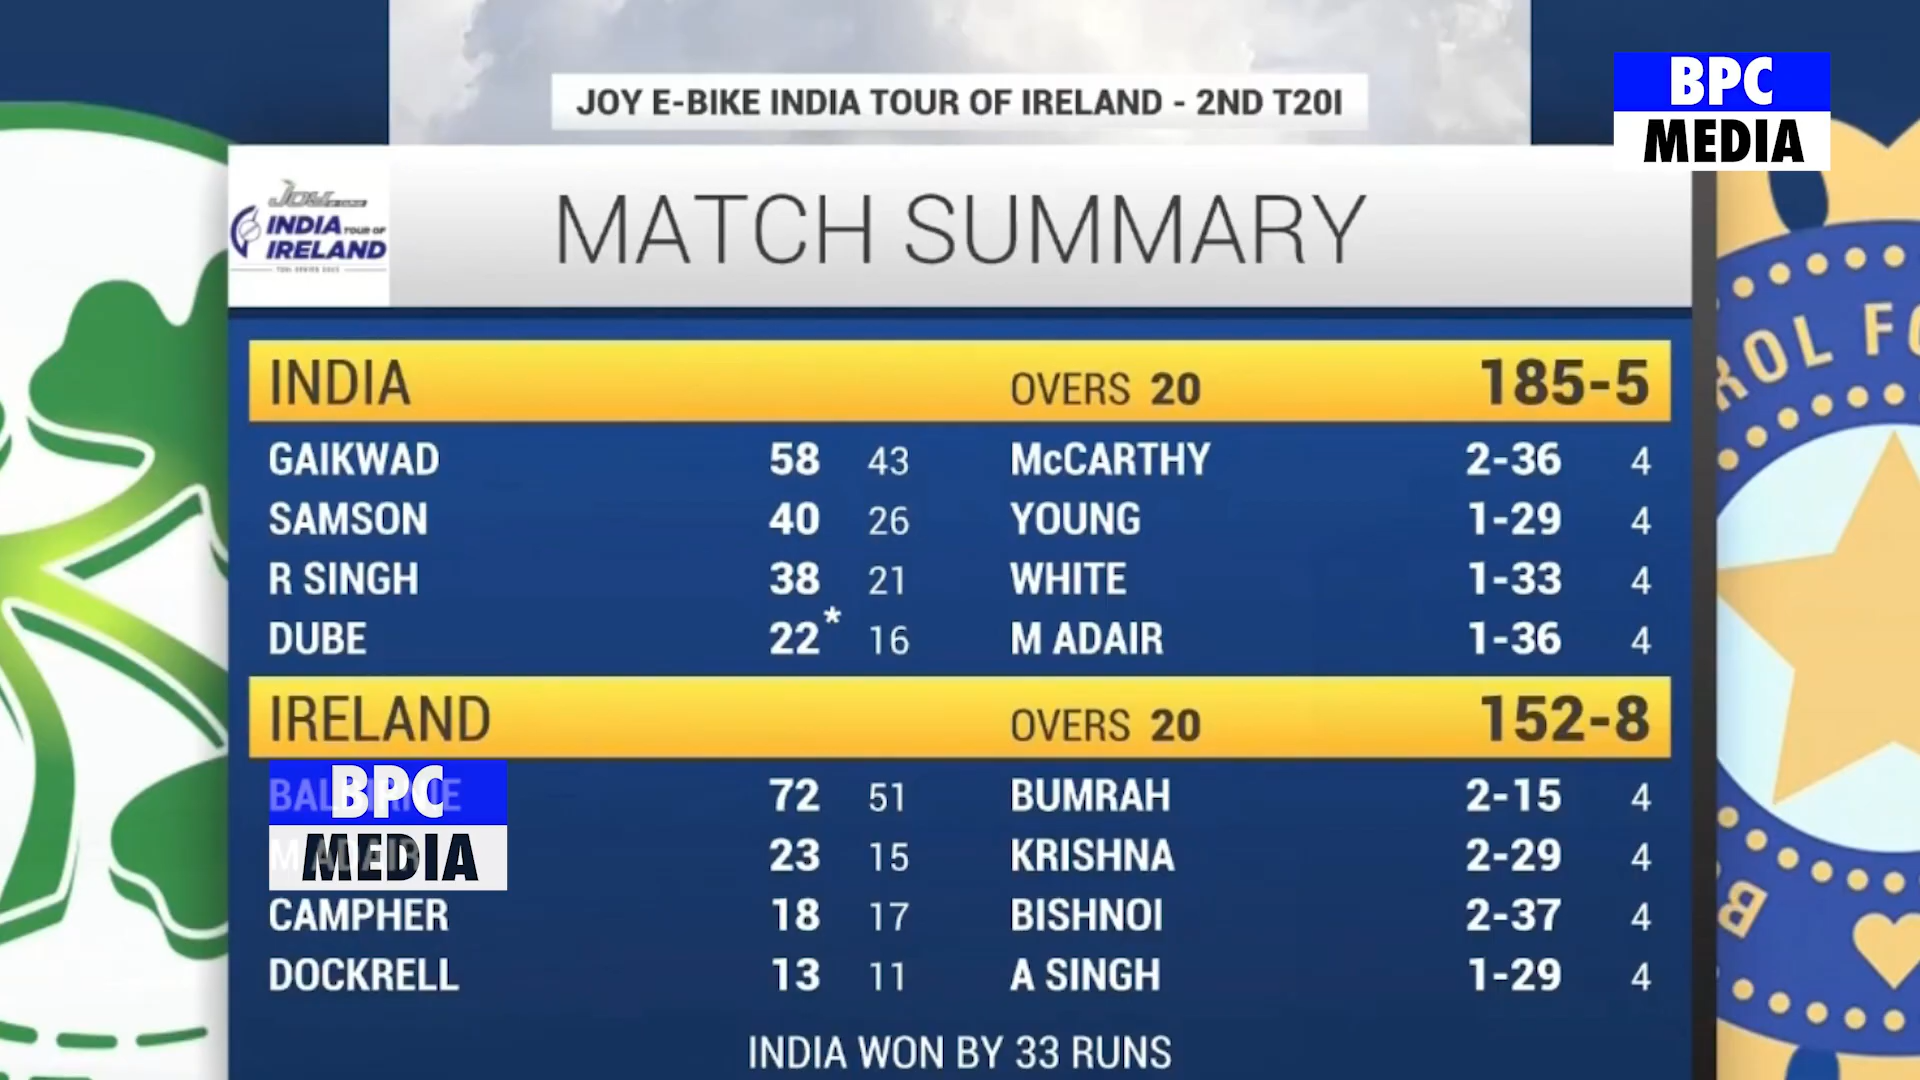 JOY E-BIKE INDIA TOUR OF IRELAND - 2ND T20I
BPC
MEDIA
JOY
INDIA TOUR OF
IRELAND
MATCH SUMMARY
INDIA OVERS 20 185-5
GAIKWAD 58 43 McCARTHY 2-36 4
SAMSON 40 26 YOUNG 1-29 4
R SINGH 38 21 WHITE 1-33 4
DUBE 22* 16 M ADAIR 1-36 4
IRELAND OVERS 20 152-8
BPC
72 51 BUMRAH 2-15 4
MEDIA
M ADAIR 23 15 KRISHNA 2-29 4
CAMPHER 18 17 BISHNOI 2-37 4
DOCKRELL 13 11 A SINGH 1-29 4
INDIA WON BY 33 RUNS
ROL FO
B